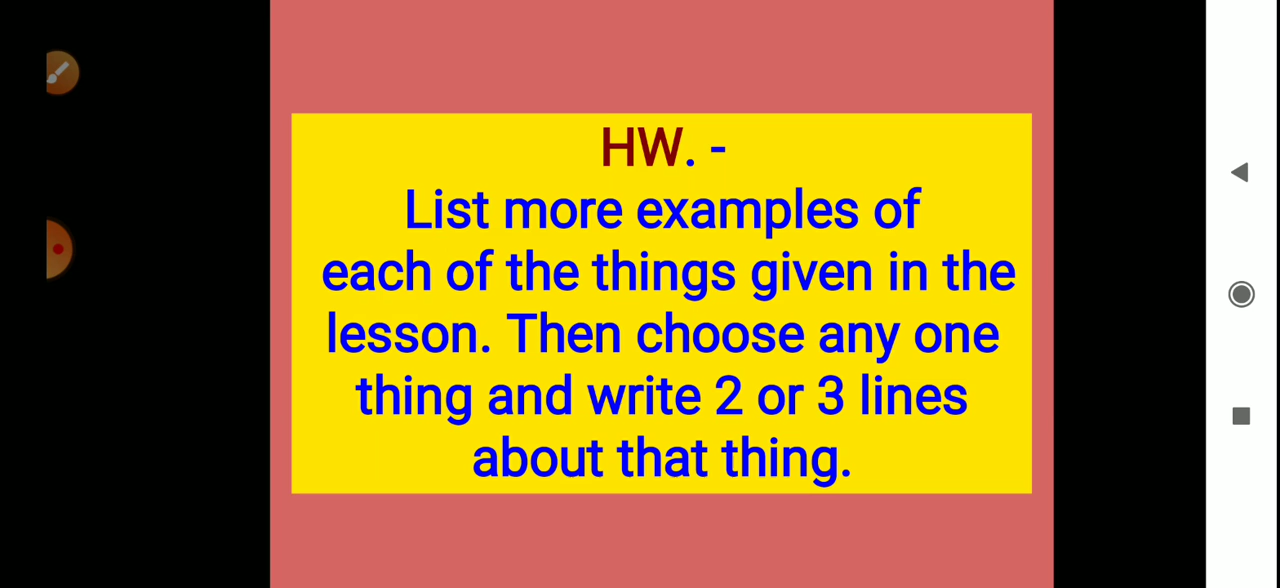 HW. -
List more examples of
each of the things given in the
lesson. Then choose any one
thing and write 2 or 3 lines
about that thing.